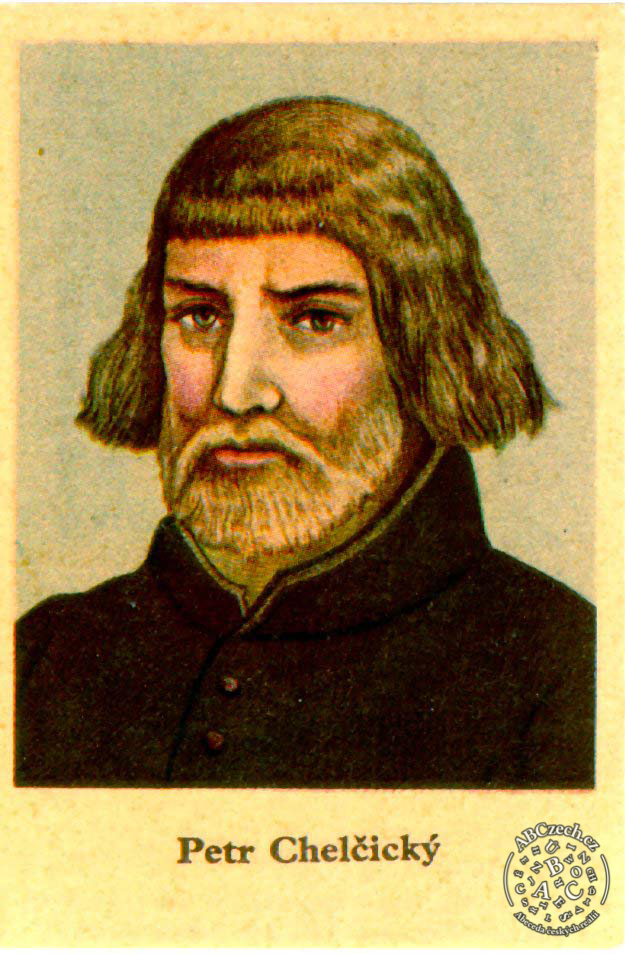 Petr Chelčický
ABCzech.cz
Abeceda českých reálií